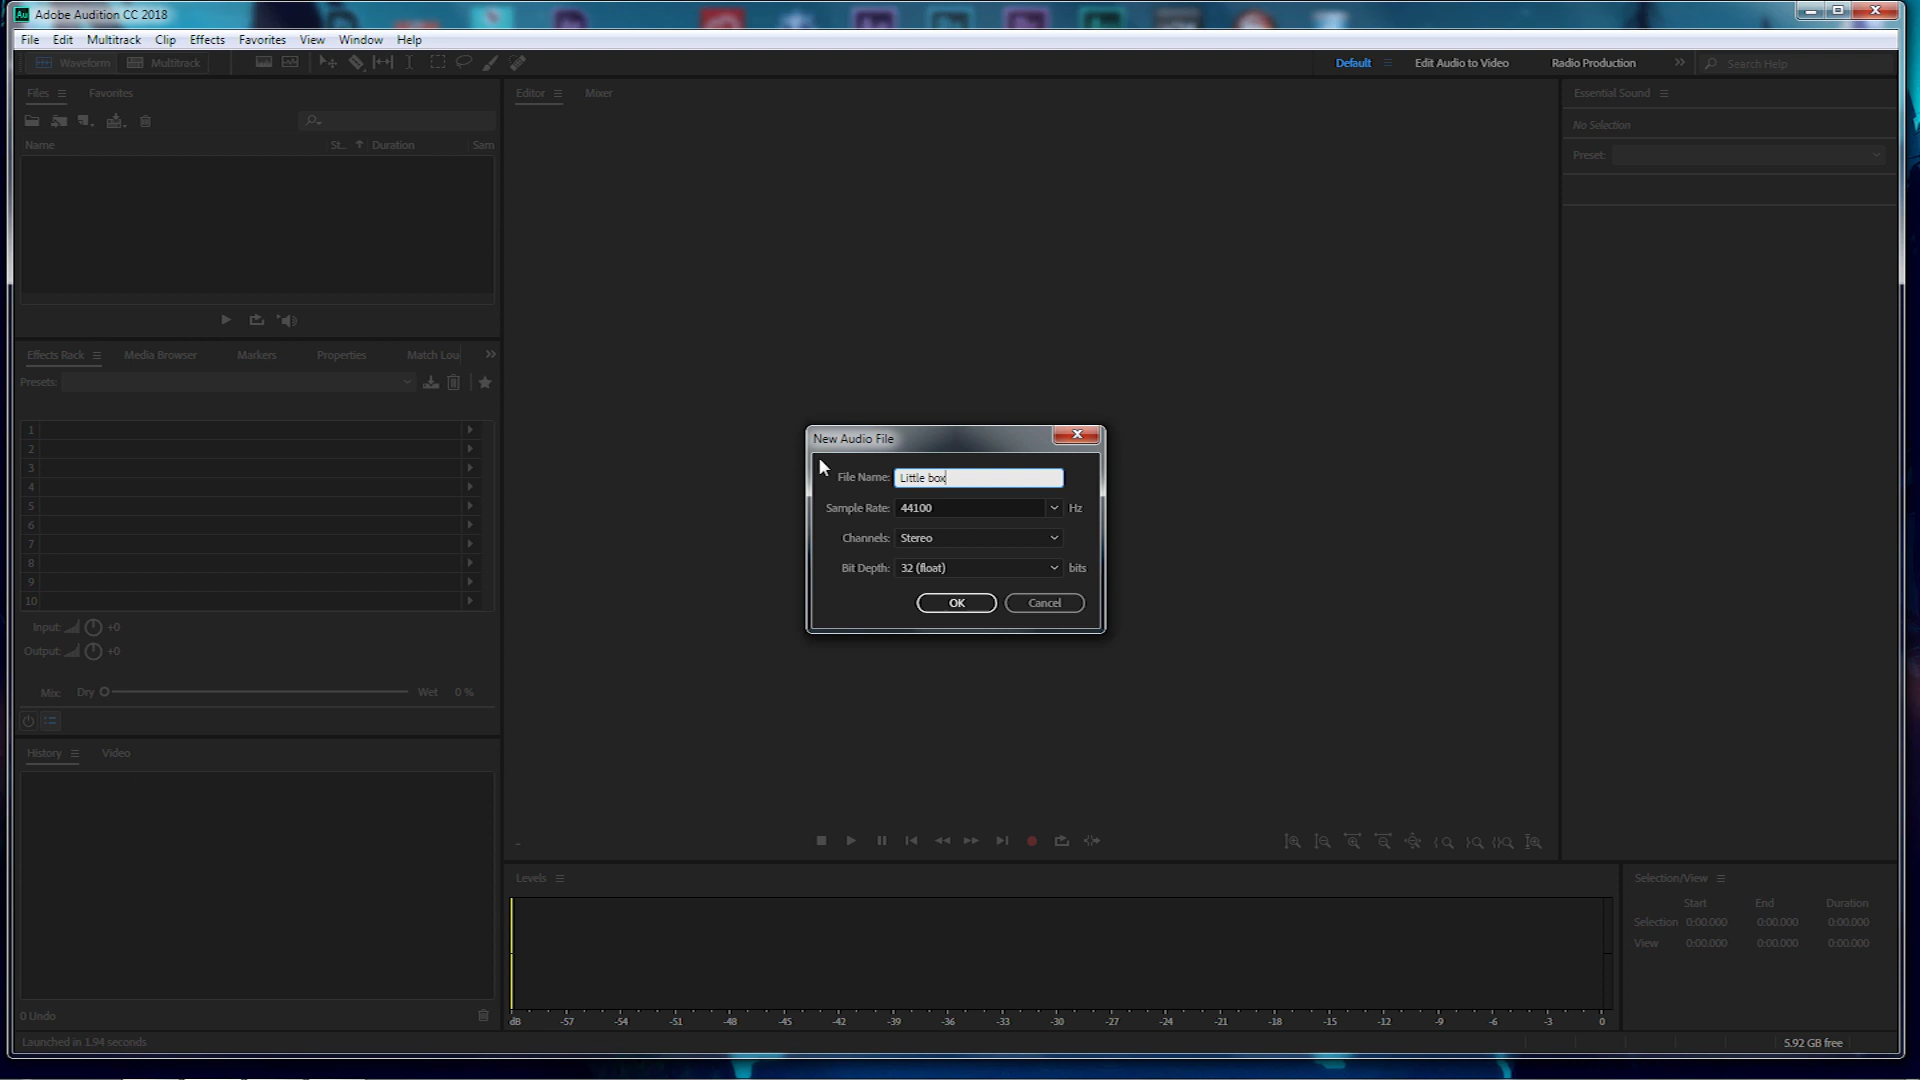 Au Adobe Audition CC 2018
File Edit Multitrack Clip Effects Favorites View Window Help
Waveform Multitrack Default Edit Audio to Video Radio Production Search Help
Files Favorites
Name St... Duration Sam
Effects Rack Media Browser Markers Properties Match Lou
Presets:
1
2
3
4
5
6
7
8
9
10
Input: +0
Output: +0
Mix: Dry Wet 0 %
History Video
0 Undo
Launched in 1.94 seconds
Editor Mixer
New Audio File
File Name: Little box
Sample Rate: 44100 Hz
Channels: Stereo
Bit Depth: 32 (float) bits
OK Cancel
Levels
dB -57 -54 -51 -48 -45 -42 -39 -36 -33 -30 -27 -24 -21 -18 -15 -12 -9 -6 -3 0
Essential Sound
No Selection
Preset:
Selection/View
Start End Duration
Selection 0:00.000 0:00.000 0:00.000
View 0:00.000 0:00.000 0:00.000
5.92 GB free